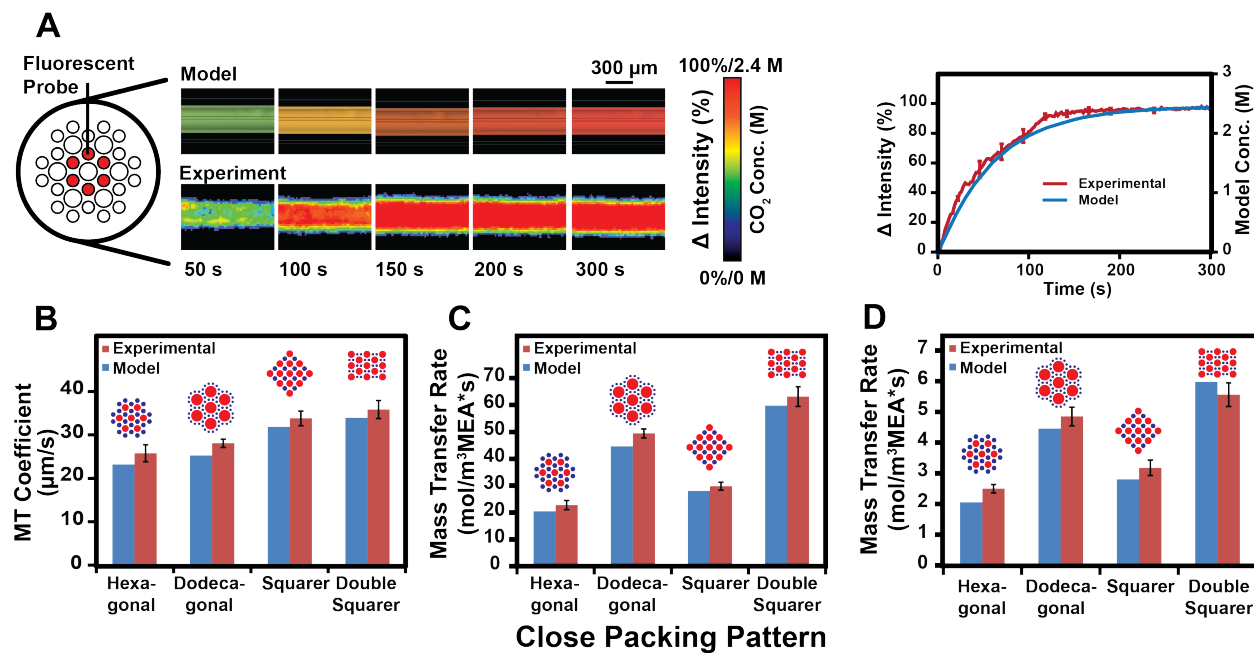 A
Fluorescent
Probe
Model
300 µm
Experiment
50 s
100 s
150 s
200 s
300 s
100%/2.4 M
Δ Intensity (%)
CO2 Conc. (M)
0%/0 M
Δ Intensity (%)
100
80
60
40
20
0
Experimental
Model
3
2
1
0
Model Conc. (M)
0
100
200
300
Time (s)
B
MT Coefficient
(µm/s)
40
30
20
10
0
Experimental
Model
Hexa-
gonal
Dodeca-
gonal
Squarer
Double
Squarer
C
Mass Transfer Rate
(mol/m³MEA*s)
70
60
50
40
30
20
10
0
Experimental
Model
Hexa-
gonal
Dodeca-
gonal
Squarer
Double
Squarer
D
Mass Transfer Rate
(mol/m³MEA*s)
7
6
5
4
3
2
1
0
Experimental
Model
Hexa-
gonal
Dodeca-
gonal
Squarer
Double
Squarer
Close Packing Pattern